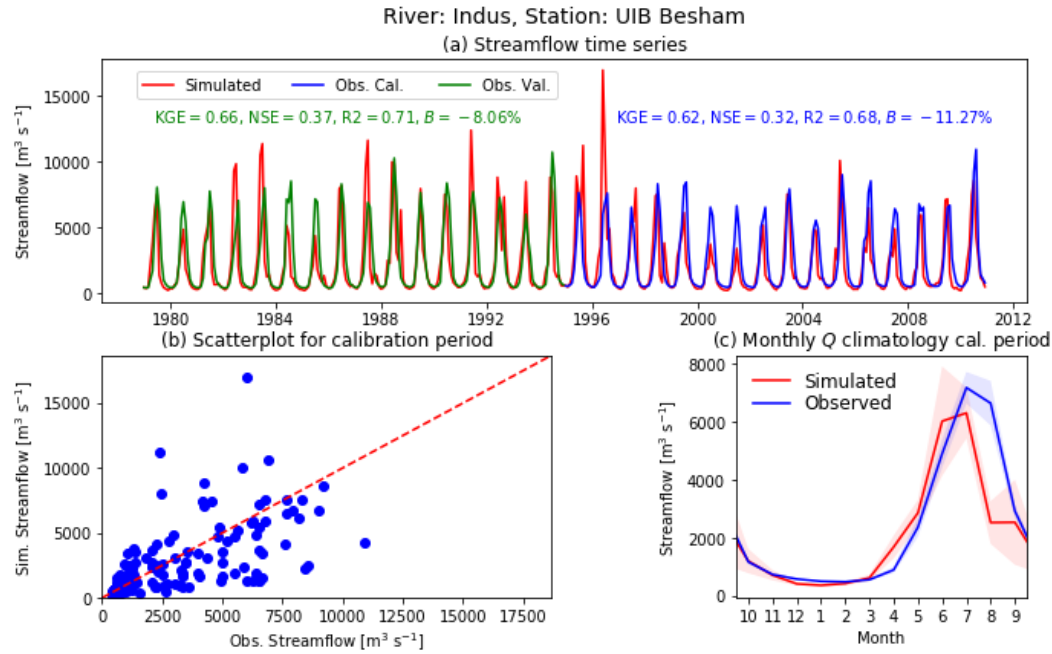 River: Indus, Station: UIB Besham
(a) Streamflow time series
Simulated
Obs. Cal.
Obs. Val.
KGE = 0.66, NSE = 0.37, R2 = 0.71, B = −8.06%
KGE = 0.62, NSE = 0.32, R2 = 0.68, B = −11.27%
Streamflow [m³ s⁻¹]
15000
10000
5000
0
1980 1984 1988 1992 1996 2000 2004 2008 2012
(b) Scatterplot for calibration period
Sim. Streamflow [m³ s⁻¹]
15000
10000
5000
0
0 2500 5000 7500 10000 12500 15000 17500
Obs. Streamflow [m³ s⁻¹]
(c) Monthly Q climatology cal. period
Simulated
Observed
Streamflow [m³ s⁻¹]
8000
6000
4000
2000
0
10 11 12 1 2 3 4 5 6 7 8 9
Month